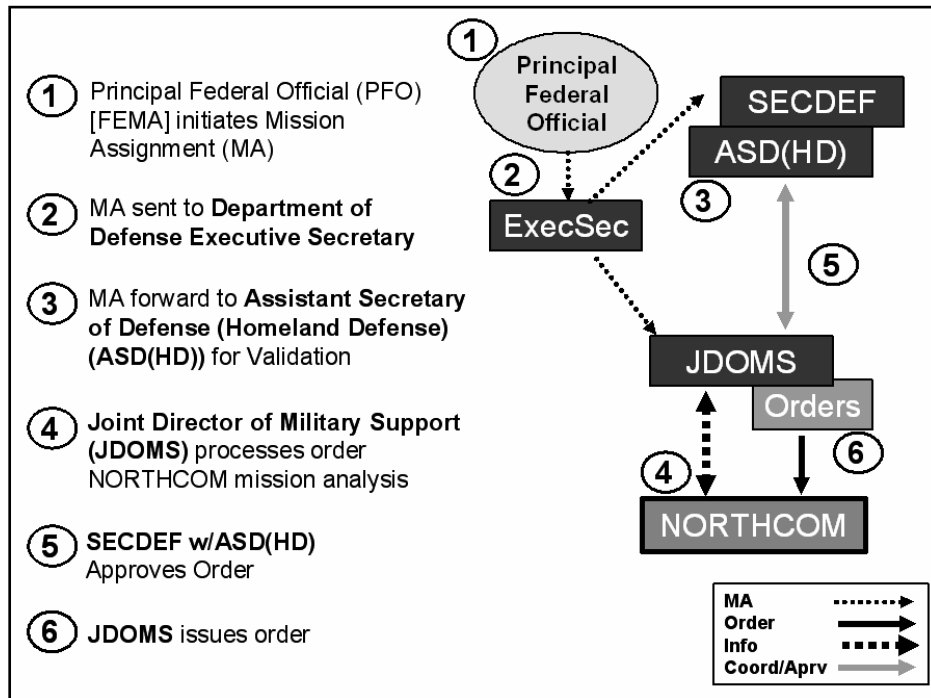 1
Principal Federal Official (PFO)
[FEMA] initiates Mission
Assignment (MA)
2
MA sent to Department of
Defense Executive Secretary
3
MA forward to Assistant Secretary
of Defense (Homeland Defense)
(ASD(HD)) for Validation
4
Joint Director of Military Support
(JDOMS) processes order
NORTHCOM mission analysis
5
SECDEF w/ASD(HD)
Approves Order
6
JDOMS issues order
1
Principal
Federal
Official
2
ExecSec
SECDEF
ASD(HD)
3
5
JDOMS
Orders
6
4
NORTHCOM
MA
Order
Info
Coord/Aprv